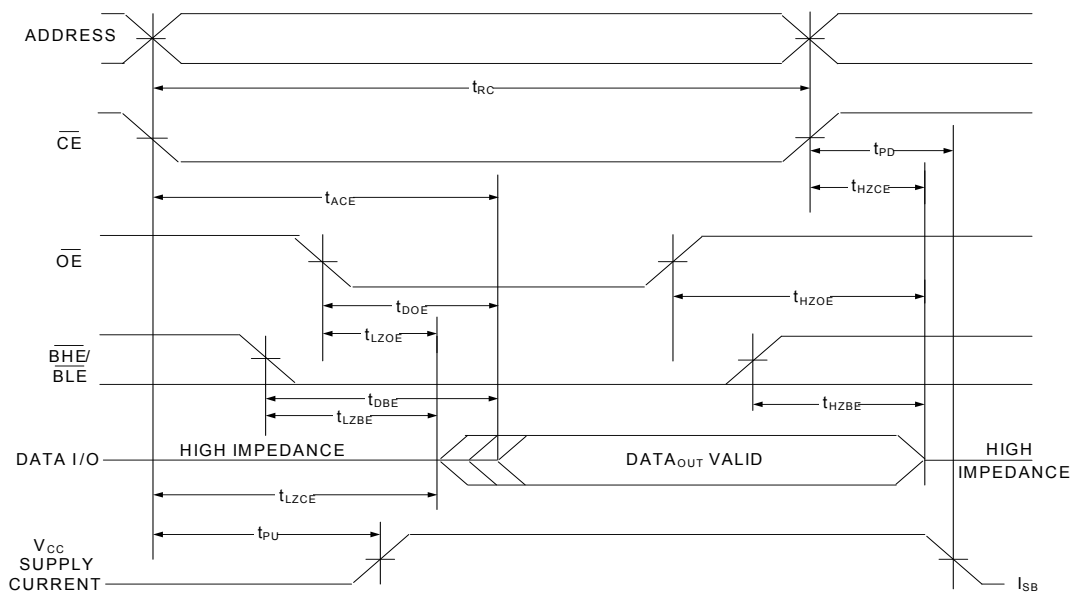 ADDRESS
tRC
CE
tPD
tHZCE
tACE
OE
tDOE
tHZOE
tLZOE
BHE/
BLE
tDBE
tHZBE
tLZBE
HIGH IMPEDANCE
DATA I/O
DATAOUT VALID
HIGH
IMPEDANCE
tLZCE
tPU
VCC
SUPPLY
CURRENT
ISB